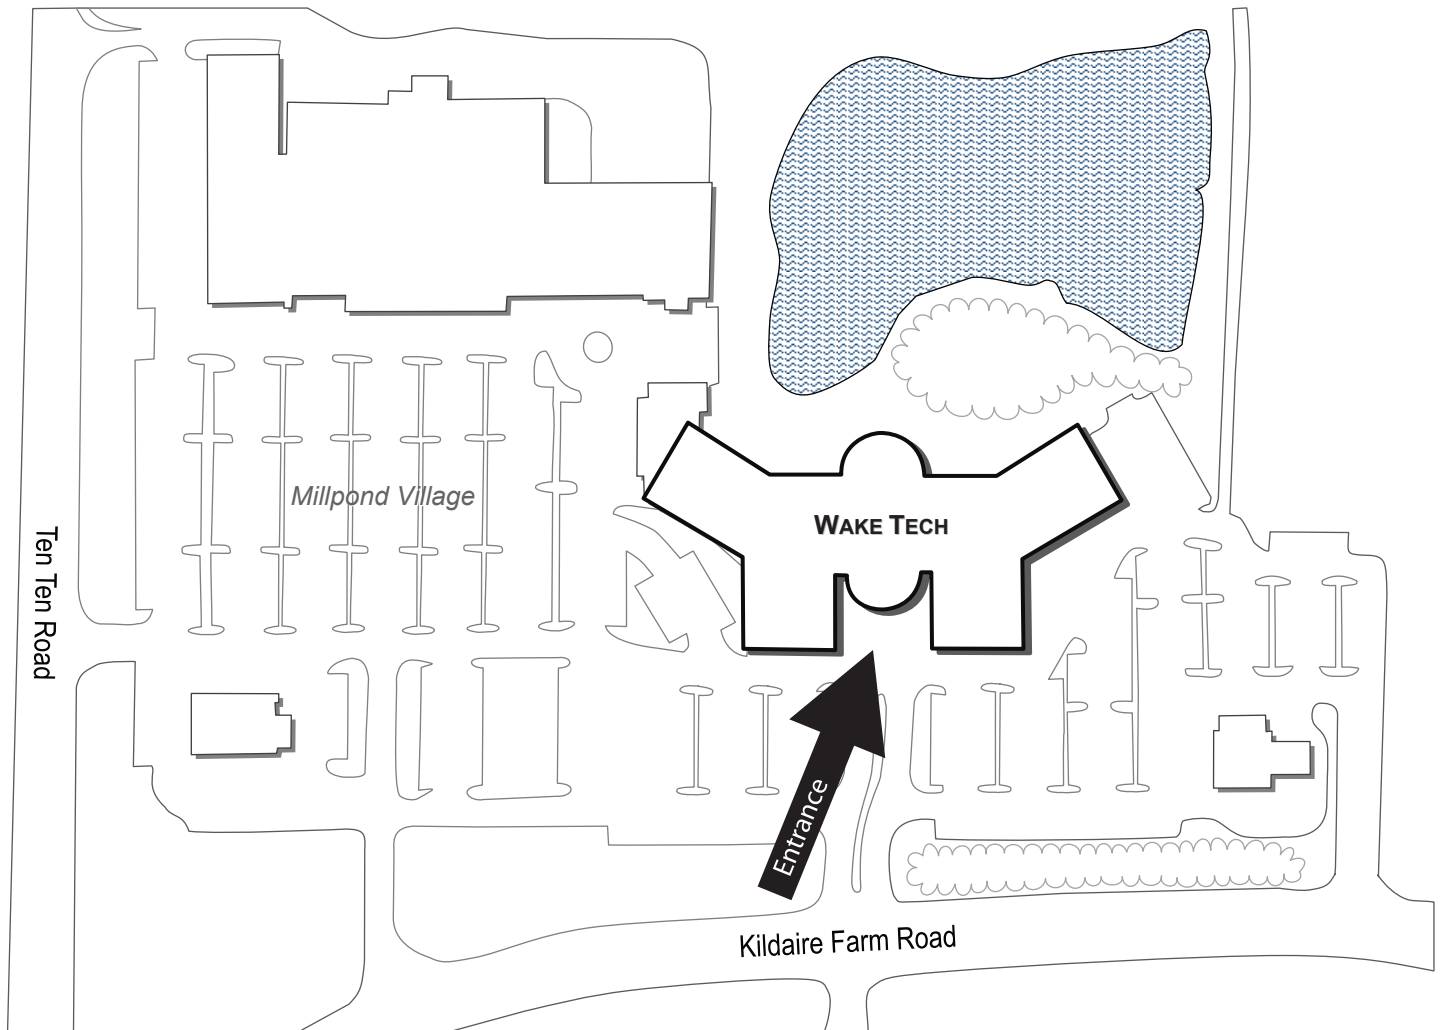 Millpond Village
WAKE TECH
Ten Ten Road
Entrance
Kildaire Farm Road